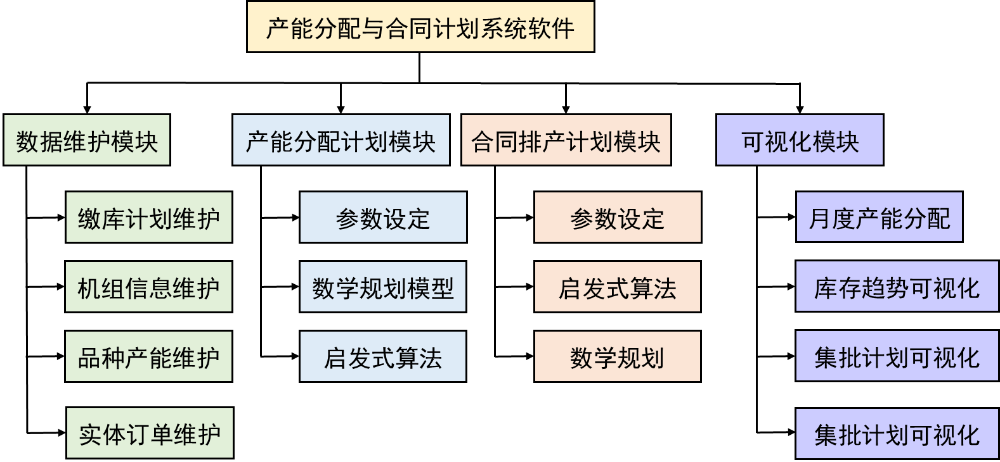 产能分配与合同计划系统软件
数据维护模块
产能分配计划模块
合同排产计划模块
可视化模块
缴库计划维护
参数设定
参数设定
月度产能分配
机组信息维护
数学规划模型
启发式算法
库存趋势可视化
品种产能维护
启发式算法
数学规划
集批计划可视化
实体订单维护
集批计划可视化